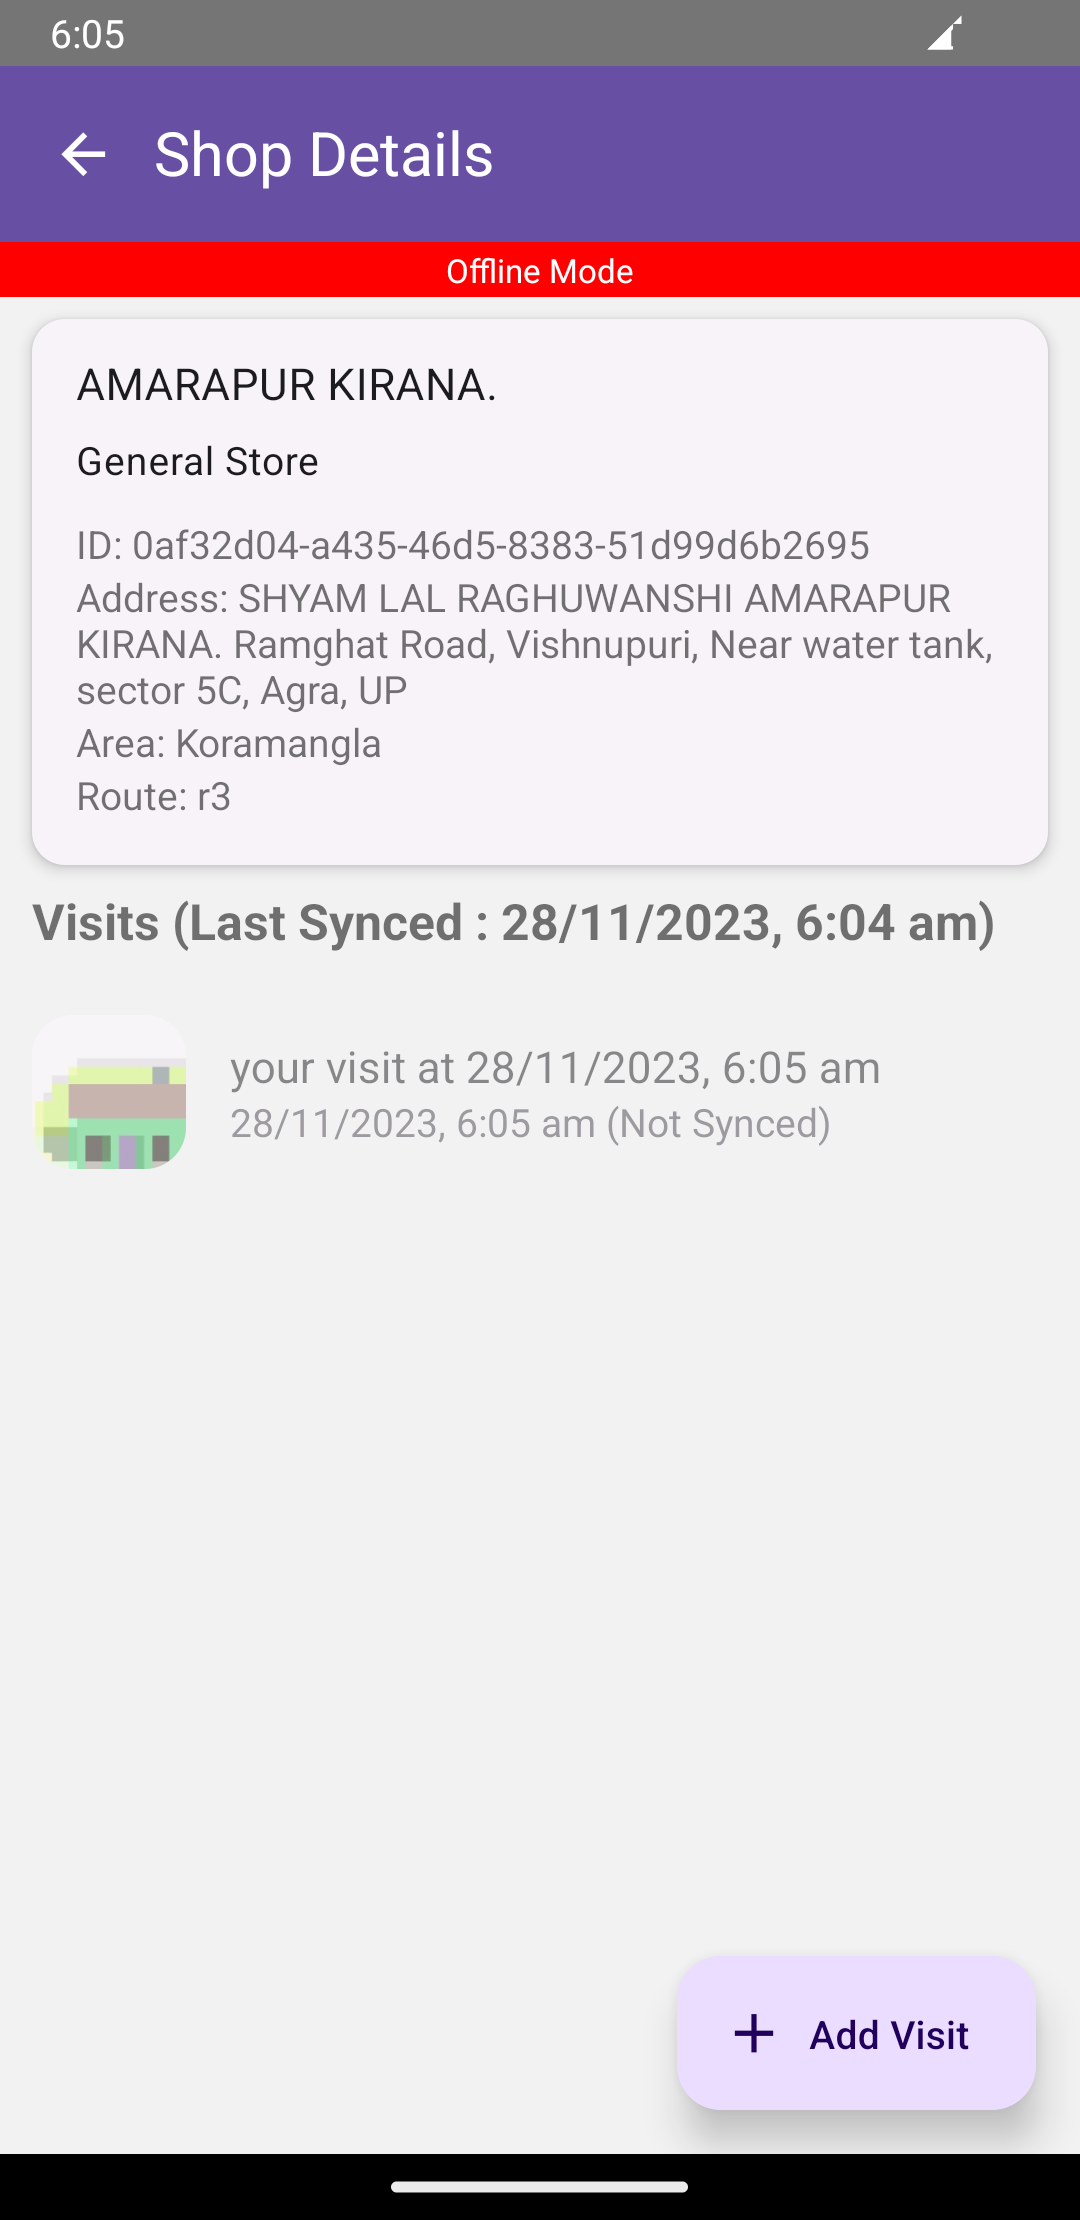 6:05
Shop Details
Offline Mode
AMARAPUR KIRANA.
General Store
ID: 0af32d04-a435-46d5-8383-51d99d6b2695
Address: SHYAM LAL RAGHUWANSHI AMARAPUR
KIRANA. Ramghat Road, Vishnupuri, Near water tank,
sector 5C, Agra, UP
Area: Koramangla
Route: r3
Visits (Last Synced : 28/11/2023, 6:04 am)
your visit at 28/11/2023, 6:05 am
28/11/2023, 6:05 am (Not Synced)
Add Visit